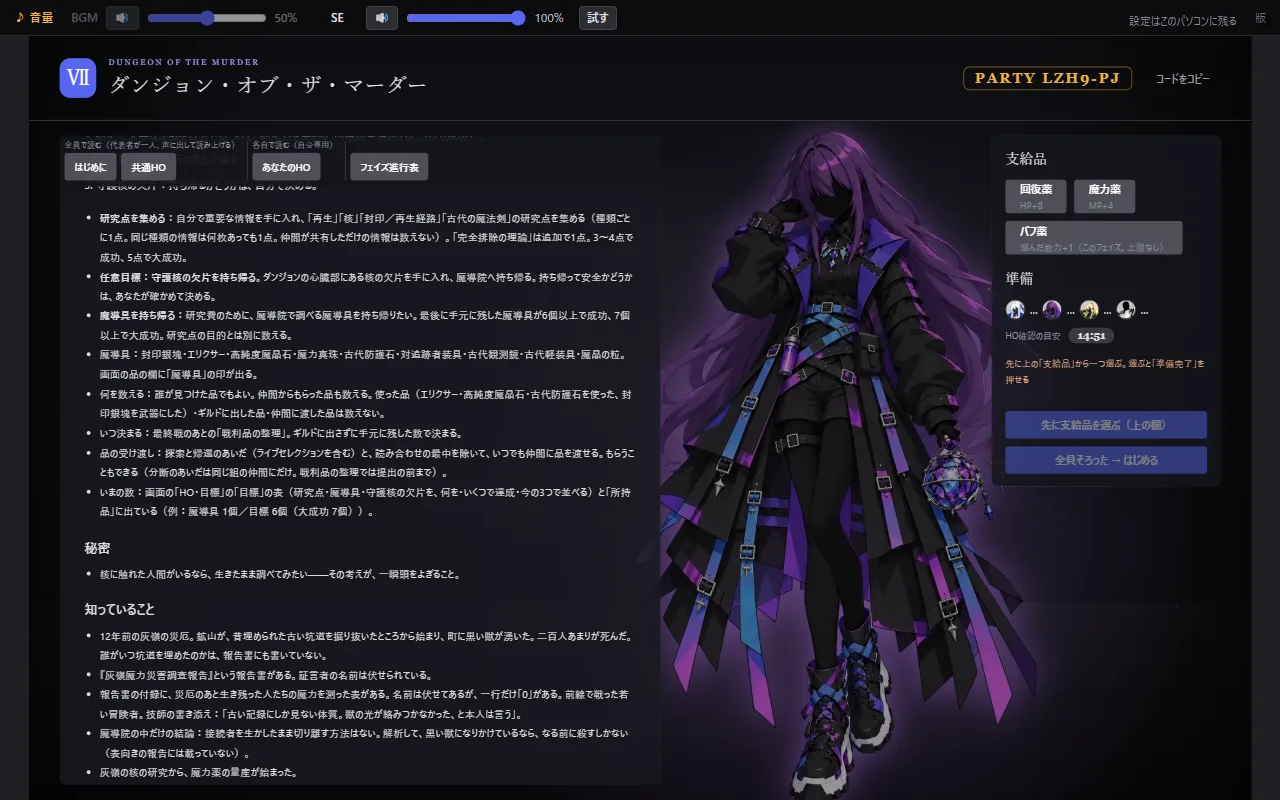 ♪ 音量
BGM
50%
SE
100%
試す
設定はこのパソコンに残る
版
Ⅶ
DUNGEON OF THE MURDER
ダンジョン・オブ・ザ・マーダー
PARTY LZH9-PJ
コードをコピー
全員で読む（代表者が一人、声に出して読み上げる）
各自で読む（自分専用）
はじめに
共通HO
あなたのHO
フェイズ進行表
• 研究点を集める：自分で重要な情報を手に入れ、「再生」「核」「封印／再生経路」「古代の魔法剣」の研究点を集める（種類ごと
に1点。同じ種類の情報は何枚あっても1点。仲間が共有しただけの情報は数えない）。「完全排除の理論」は追加で1点。3〜4点で
成功、5点で大成功。
• 任意目標：守護核の欠片を持ち帰る。ダンジョンの心臓部にある核の欠片を手に入れ、魔導院へ持ち帰る。持ち帰って安全かどうか
は、あなたが確かめて決める。
• 魔導具を持ち帰る：研究費のために、魔導院で調べる魔導具を持ち帰りたい。最後に手元に残した魔導具が6個以上で成功、7個
以上で大成功。研究点の目的とは別に数える。
• 魔導具：封印銀塊・エリクサー・高純度魔晶石・魔力真珠・古代防護石・対追跡者装具・古代観測鏡・古代軽装具・魔晶の粒。
画面の品の欄に「魔導具」の印が出る。
• 何を数える：誰が見つけた品でもよい。仲間からもらった品も数える。使った品（エリクサー・高純度魔晶石・古代防護石を使った、封
印銀塊を武器にした）・ギルドに出した品・仲間に渡した品は数えない。
• いつ決まる：最終戦のあとの「戦利品の整理」。ギルドに出さずに手元に残した数で決まる。
• 品の受け渡し：探索と帰還のあいだ（ライブセレクションを含む）と、読み合わせの最中を除いて、いつでも仲間に品を渡せる。もらうこ
ともできる（分断のあいだは同じ組の仲間にだけ。戦利品の整理では提出の前まで）。
• いまの数：画面の「HO・目標」の「目標」の表（研究点・魔導具・守護核の欠片を、何を・いくつで達成・今の3つで並べる）と「所持
品」に出ている（例：魔導具 1個／目標 6個（大成功 7個））。
秘密
• 核に触れた人間がいるなら、生きたまま調べてみたい――その考えが、一瞬頭をよぎること。
知っていること
• 12年前の灰嶺の災厄。鉱山が、昔埋められた古い坑道を掘り抜いたところから始まり、町に黒い獣が湧いた。二百人あまりが死んだ。
誰がいつ坑道を埋めたのかは、報告書にも書いていない。
• 『灰嶺魔力災害調査報告』という報告書がある。証言者の名前は伏せられている。
• 報告書の付録に、災厄のあと生き残った人たちの魔力を測った表がある。名前は伏せてあるが、一行だけ「0」がある。前線で戦った若
い冒険者。技師の書き添え：「古い記録にしか見ない体質。獣の光が絡みつかなかった、と本人は言う」。
• 魔導院の中だけの結論：接続者を生かしたまま切り離す方法はない。解析して、黒い獣になりかけているなら、なる前に殺すしかない
（表向きの報告には載っていない）。
• 灰嶺の核の研究から、魔力薬の量産が始まった。
支給品
回復薬
HP+8
魔力薬
MP+4
バフ薬
選んだ能力+1（このフェイズ。上限なし）
準備
... ... ... ...
HO確認の目安 14:51
先に上の「支給品」から一つ選ぶ。選ぶと「準備完了」を
押せる
先に支給品を選ぶ（上の欄）
全員そろった → はじめる